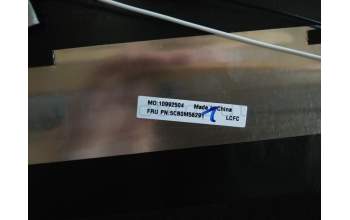 MO:10992504 Made in China
FRU PN:5CB0M56291 LCFC